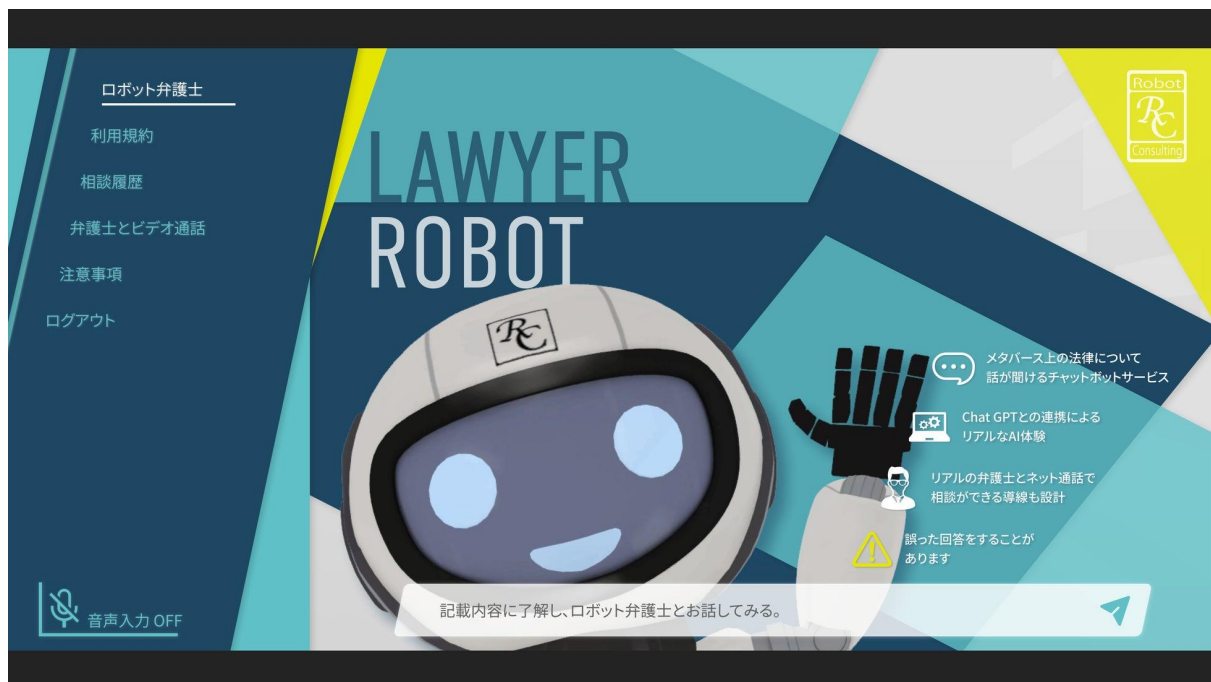 ロボット弁護士
利用規約
相談履歴
弁護士とビデオ通話
注意事項
ログアウト
音声入力 OFF
LAWYER
ROBOT
RC
Robot
RC
Consulting
メタバース上の法律について
話が聞けるチャットボットサービス
Chat GPTとの連携による
リアルなAI体験
リアルの弁護士とネット通話で
相談ができる導線も設計
誤った回答をすることが
あります
記載内容に了解し、ロボット弁護士とお話してみる。